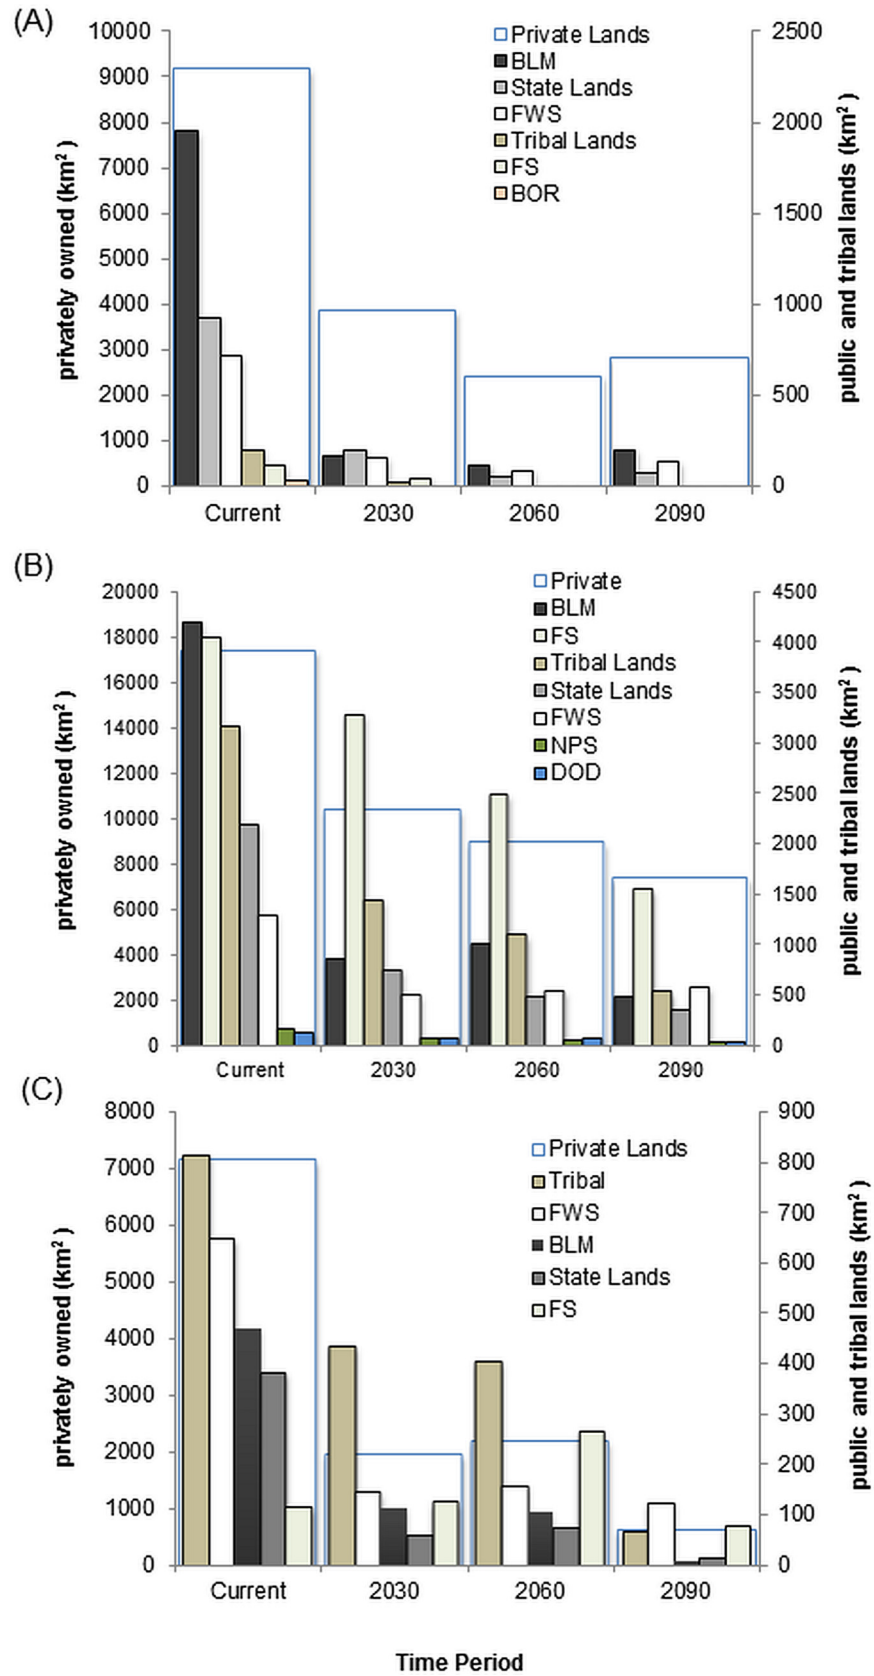 (A)
10000
9000
8000
7000
6000
5000
4000
3000
2000
1000
0
privately owned (km²)
Private Lands
BLM
State Lands
FWS
Tribal Lands
FS
BOR
2500
2000
1500
1000
500
0
public and tribal lands (km²)
Current 2030 2060 2090
(B)
20000
18000
16000
14000
12000
10000
8000
6000
4000
2000
0
privately owned (km²)
Private
BLM
FS
Tribal Lands
State Lands
FWS
NPS
DOD
4500
4000
3500
3000
2500
2000
1500
1000
500
0
public and tribal lands (km²)
Current 2030 2060 2090
(C)
8000
7000
6000
5000
4000
3000
2000
1000
0
privately owned (km²)
Private Lands
Tribal
FWS
BLM
State Lands
FS
900
800
700
600
500
400
300
200
100
0
public and tribal lands (km²)
Current 2030 2060 2090
Time Period